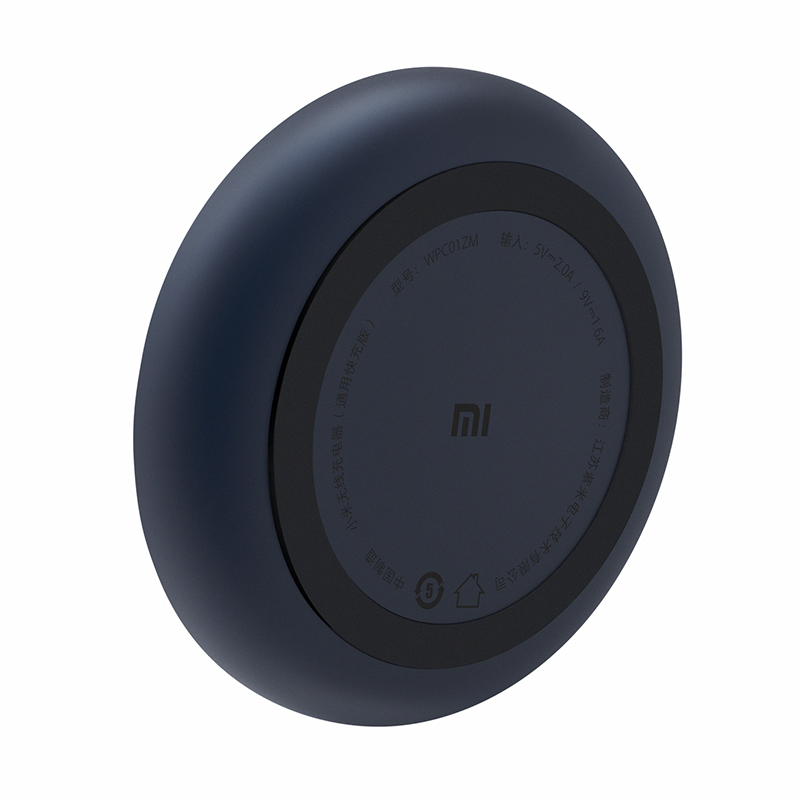 小米无线充电器（通用快充版）
型号：WPC01ZM
输入：5V⎓2.0A / 9V⎓1.6A
制造商：江苏紫米电子技术有限公司
中国制造
5
mi